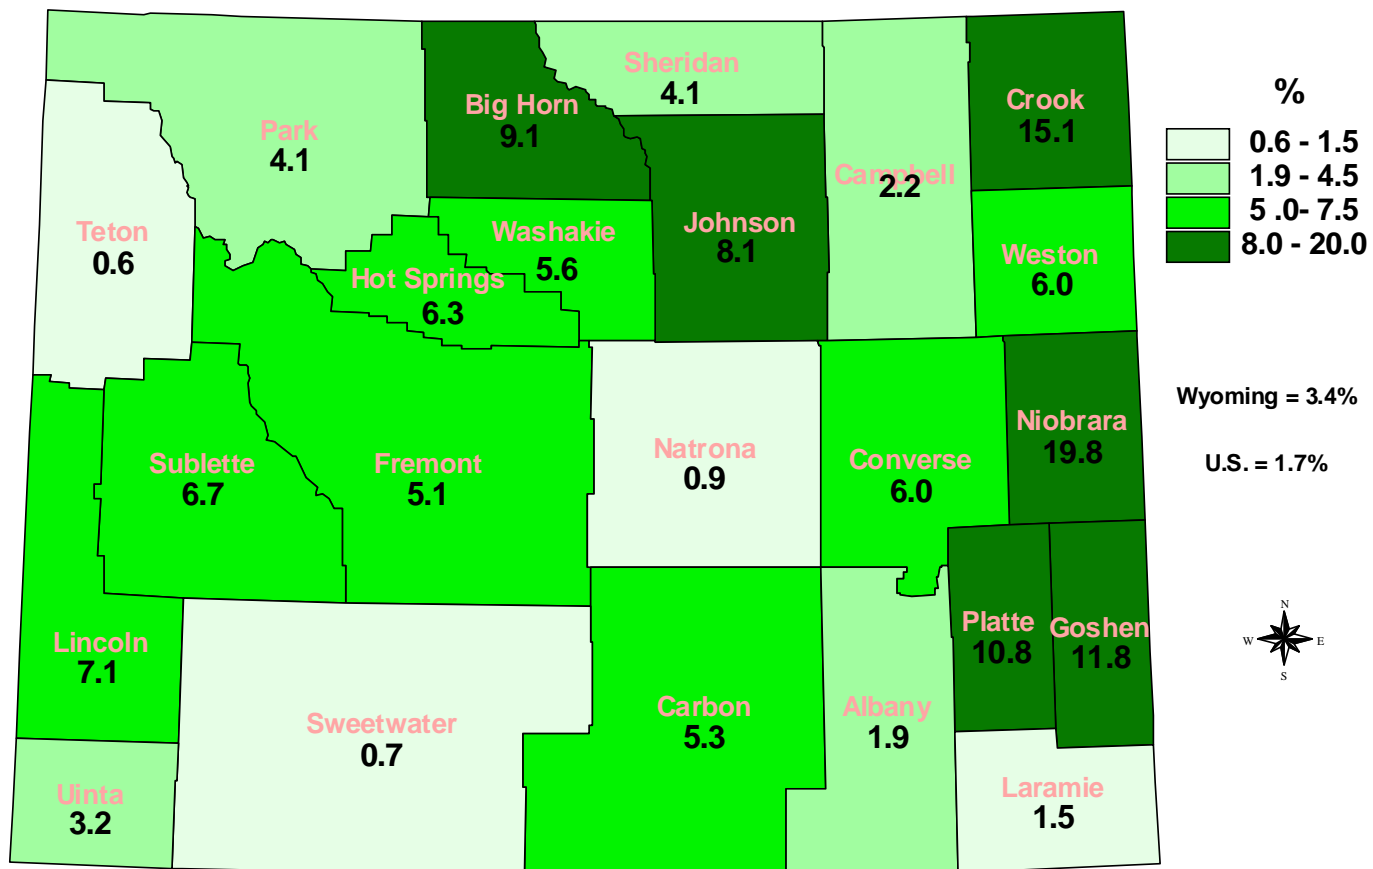 Sheridan
4.1
Big Horn
9.1
Crook
15.1
Park
4.1
Campbell
2.2
Teton
0.6
Washakie
5.6
Johnson
8.1
Weston
6.0
Hot Springs
6.3
Niobrara
19.8
Sublette
6.7
Fremont
5.1
Natrona
0.9
Converse
6.0
Lincoln
7.1
Platte
10.8
Goshen
11.8
Sweetwater
0.7
Carbon
5.3
Albany
1.9
Uinta
3.2
Laramie
1.5
%
0.6 - 1.5
1.9 - 4.5
5 .0- 7.5
8.0 - 20.0
Wyoming = 3.4%
U.S. = 1.7%
N
W E
S